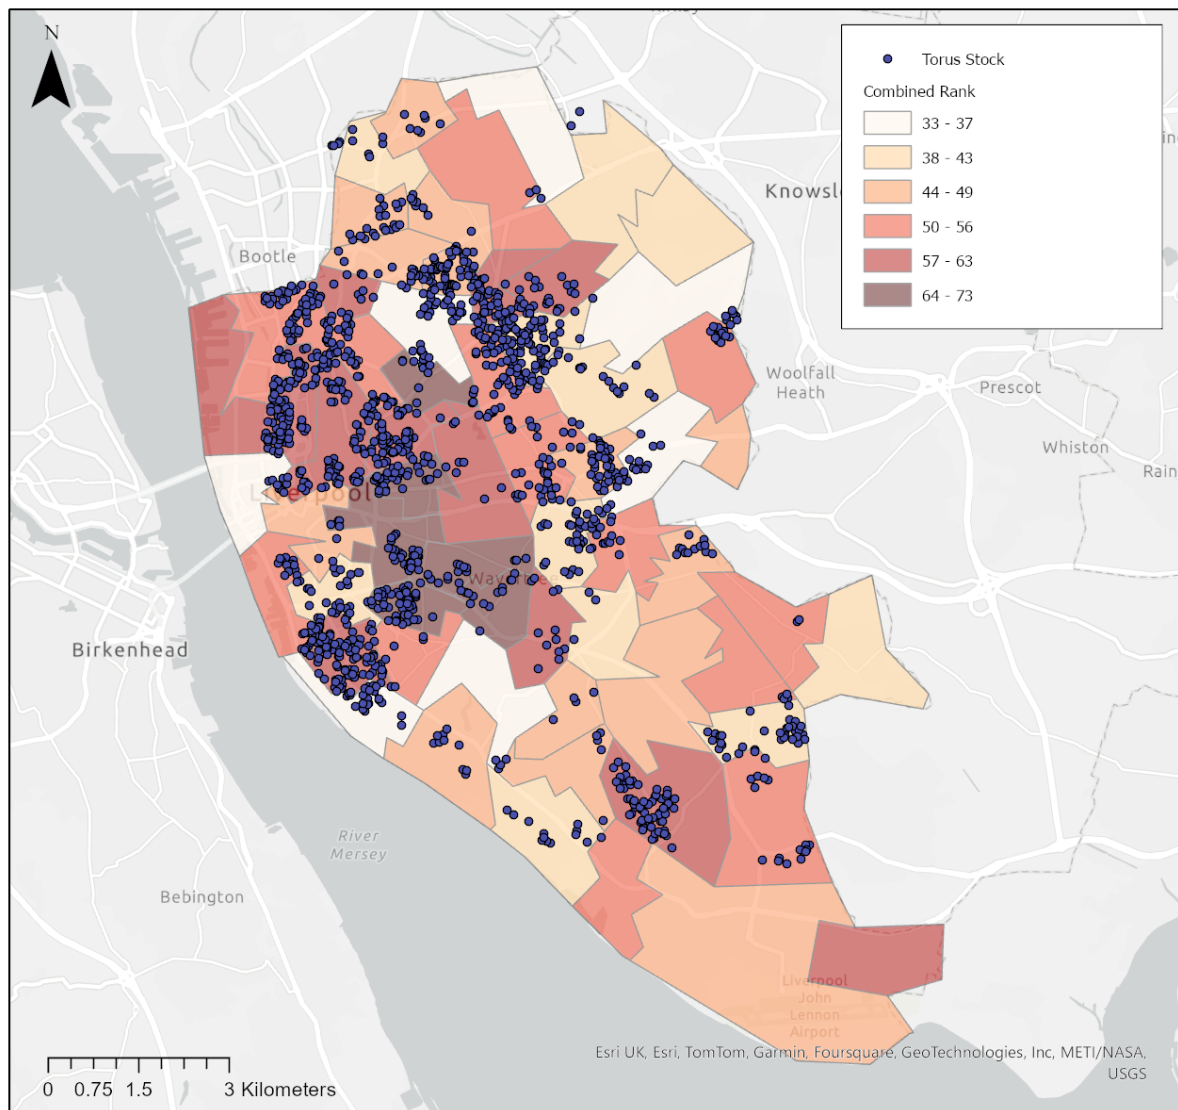 N
Torus Stock
Combined Rank
33 - 37
38 - 43
44 - 49
50 - 56
57 - 63
64 - 73
Knowsl
Bootle
Woolfall
Heath
Prescot
Whiston
Rain
Liverpool
Birkenhead
River
Mersey
Bebington
Liverpool
John
Lennon
Airport
Esri UK, Esri, TomTom, Garmin, Foursquare, GeoTechnologies, Inc, METI/NASA,
USGS
0 0.75 1.5 3 Kilometers